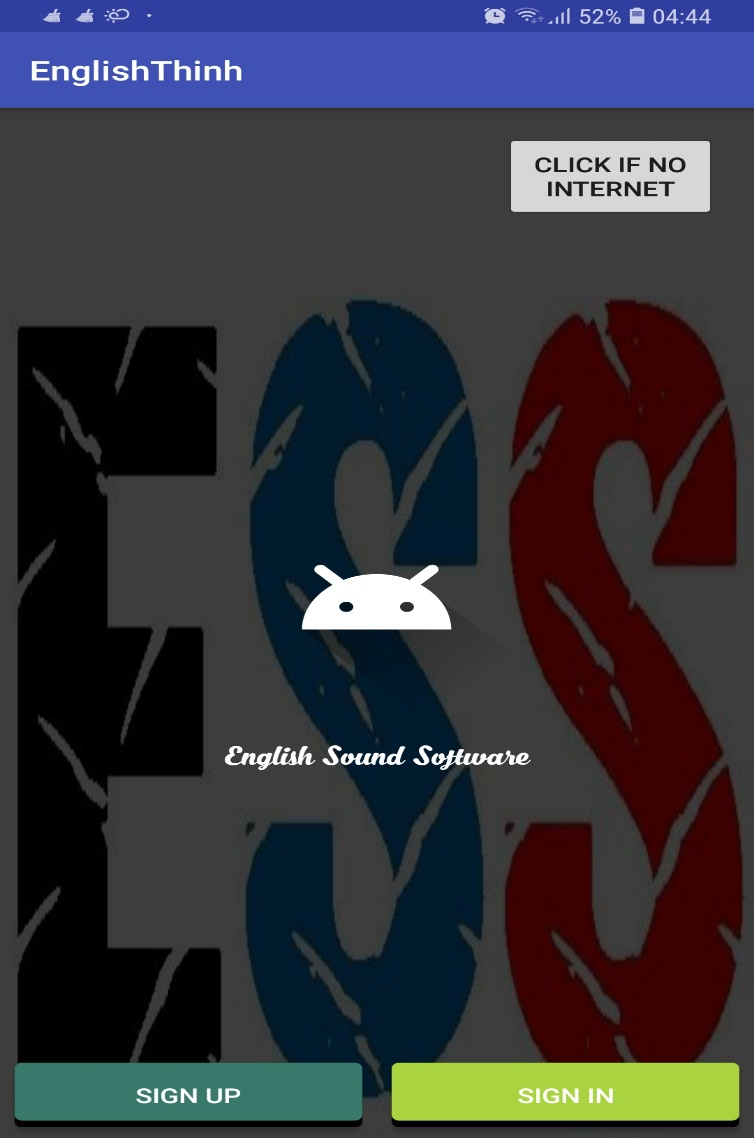 52% 04:44
EnglishThinh
CLICK IF NO
INTERNET
ESS
English Sound Software
SIGN UP
SIGN IN